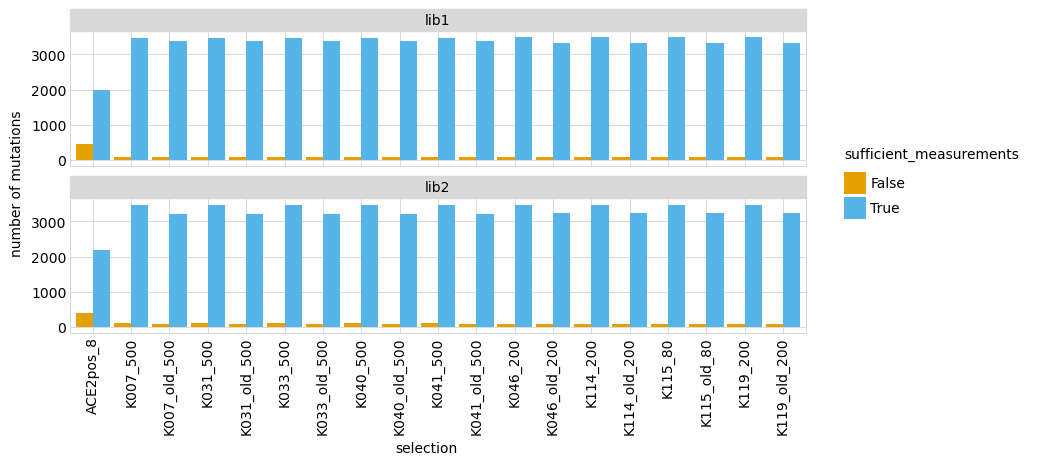 lib1
3000
2000
1000
0
lib2
3000
2000
1000
0
number of mutations
ACE2pos_8
K007_500
K007_old_500
K031_500
K031_old_500
K033_500
K033_old_500
K040_500
K040_old_500
K041_500
K041_old_500
K046_200
K046_old_200
K114_200
K114_old_200
K115_80
K115_old_80
K119_200
K119_old_200
selection
sufficient_measurements
False
True